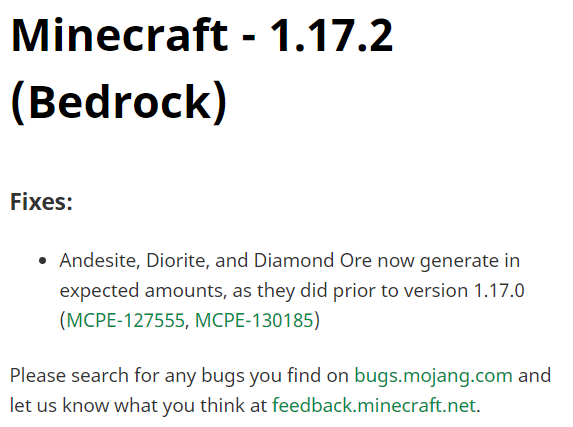 Minecraft - 1.17.2
(Bedrock)
Fixes:
• Andesite, Diorite, and Diamond Ore now generate in
expected amounts, as they did prior to version 1.17.0
(MCPE-127555, MCPE-130185)
Please search for any bugs you find on bugs.mojang.com and
let us know what you think at feedback.minecraft.net.